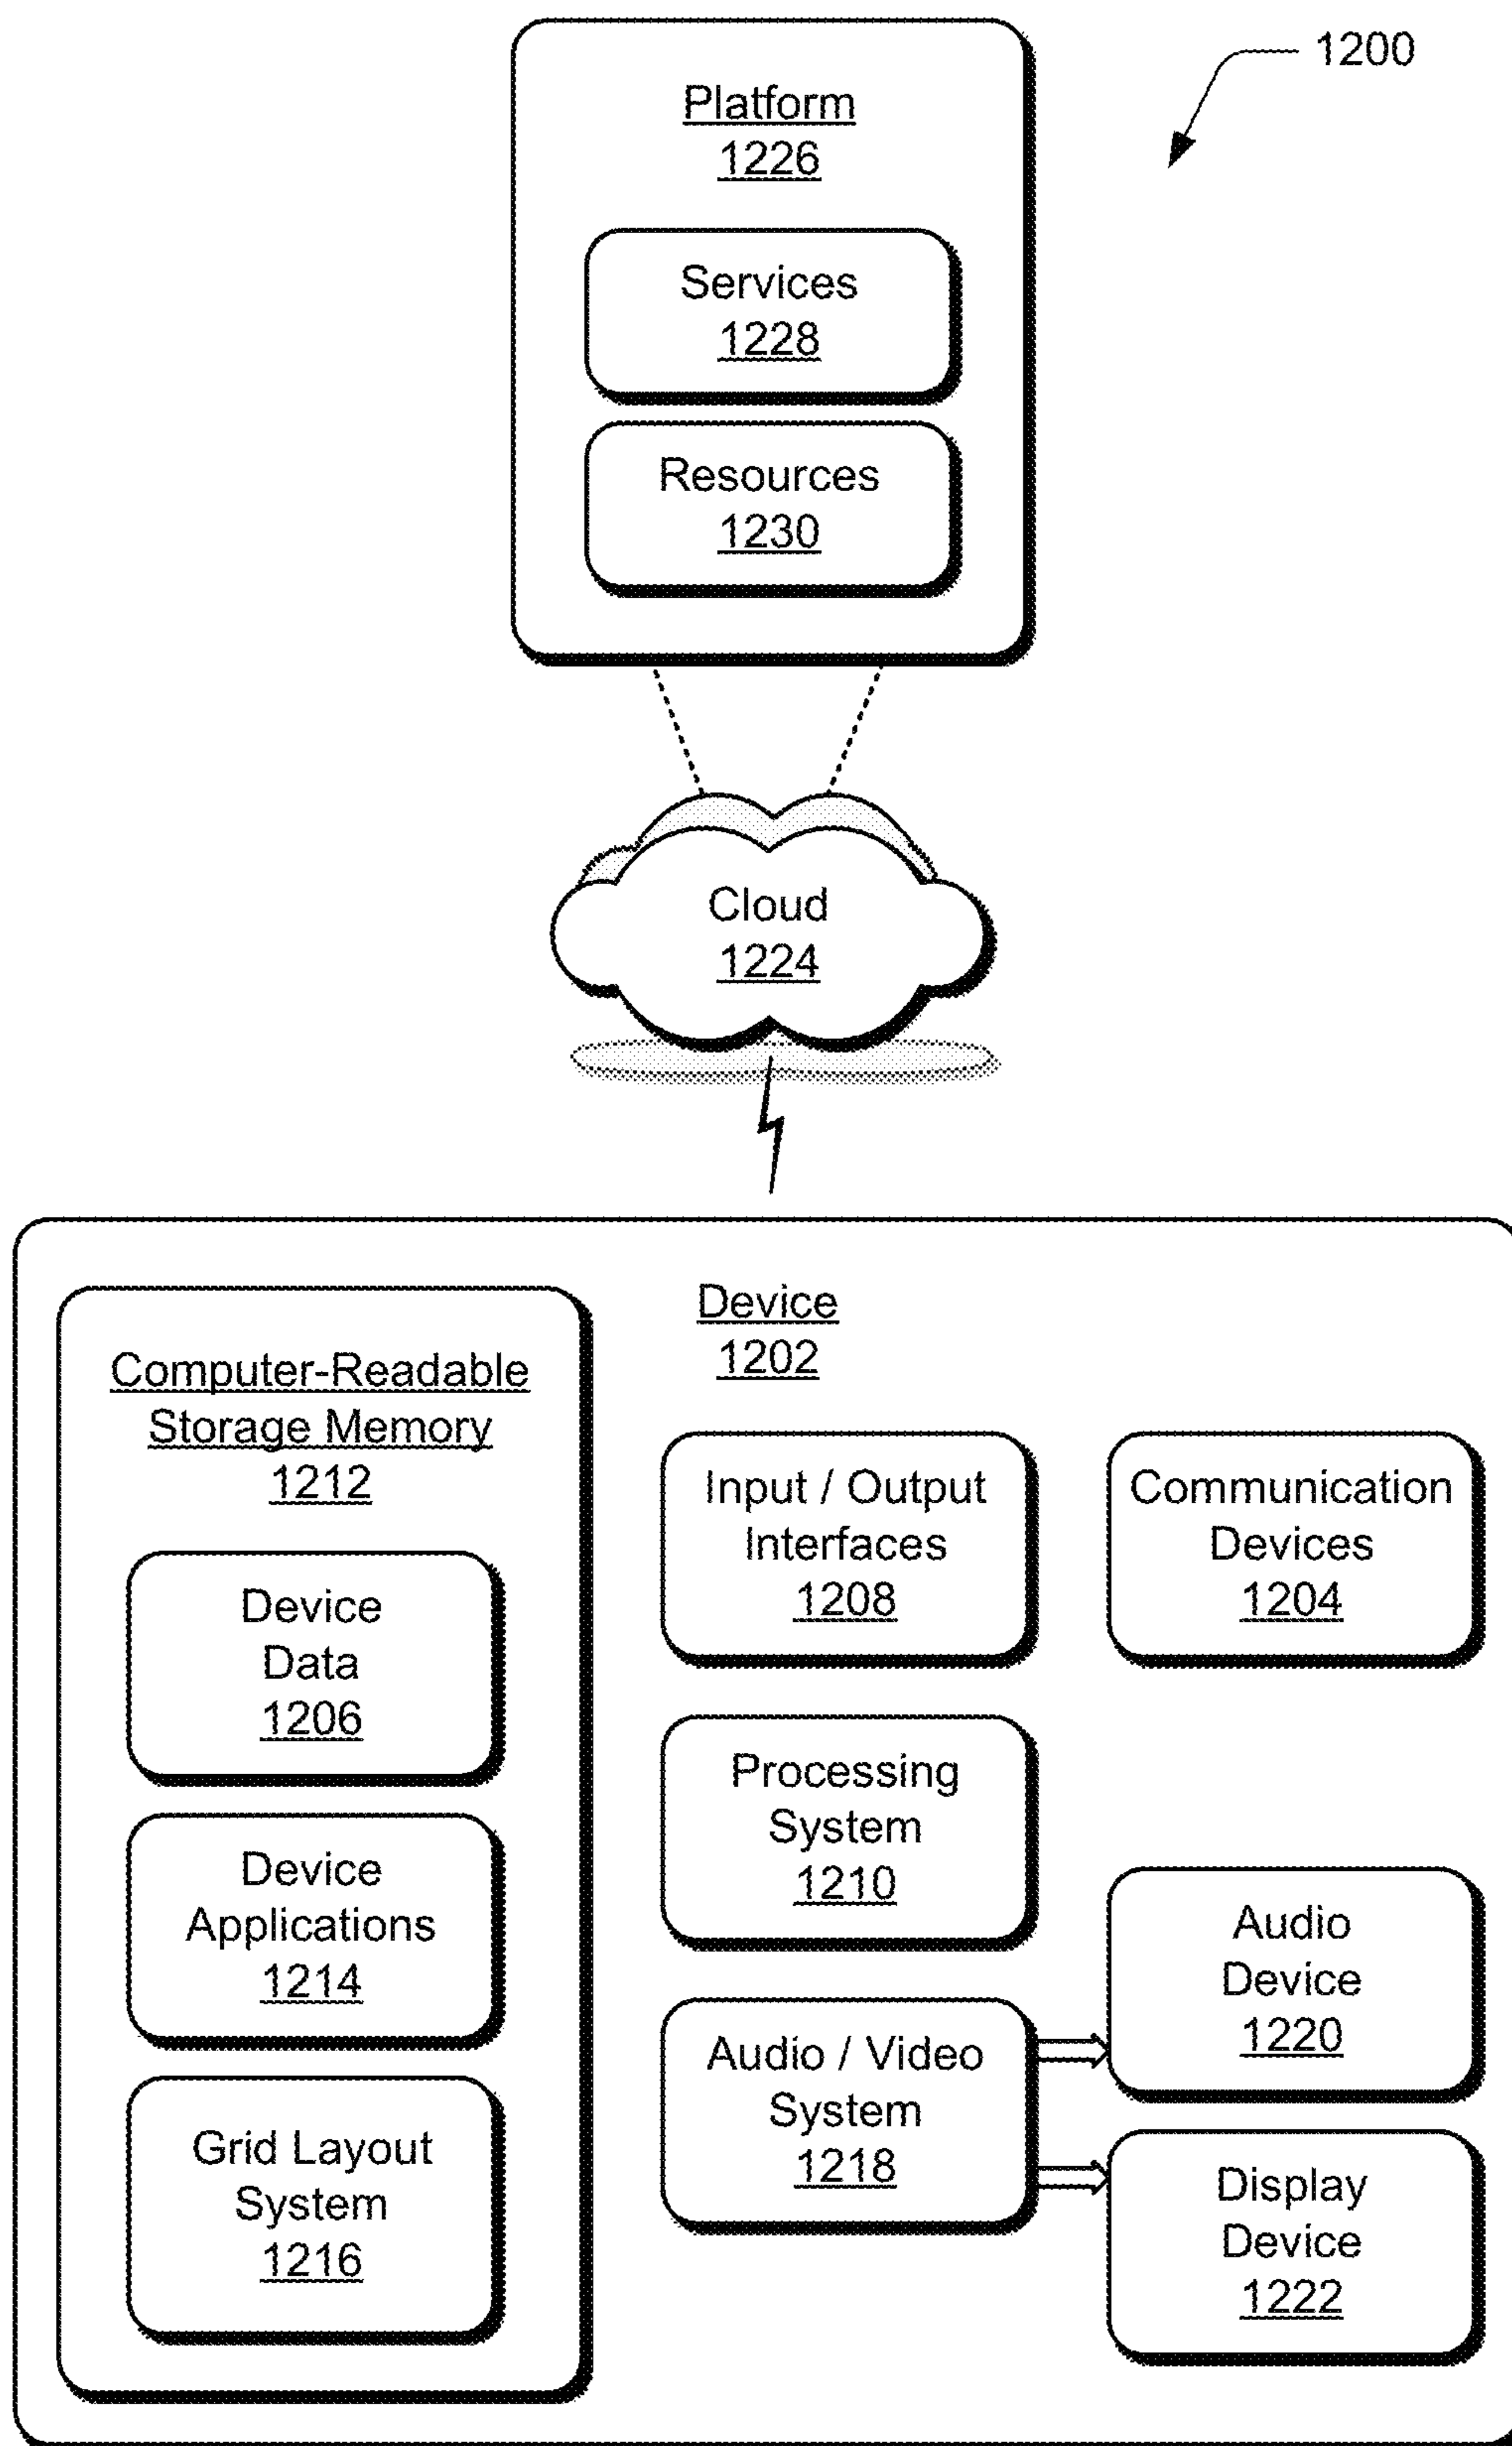 1200
Platform
1226
Services
1228
Resources
1230
Cloud
1224
Device
1202
Computer-Readable
Storage Memory
1212
Device
Data
1206
Device
Applications
1214
Grid Layout
System
1216
Input / Output
Interfaces
1208
Processing
System
1210
Audio / Video
System
1218
Communication
Devices
1204
Audio
Device
1220
Display
Device
1222